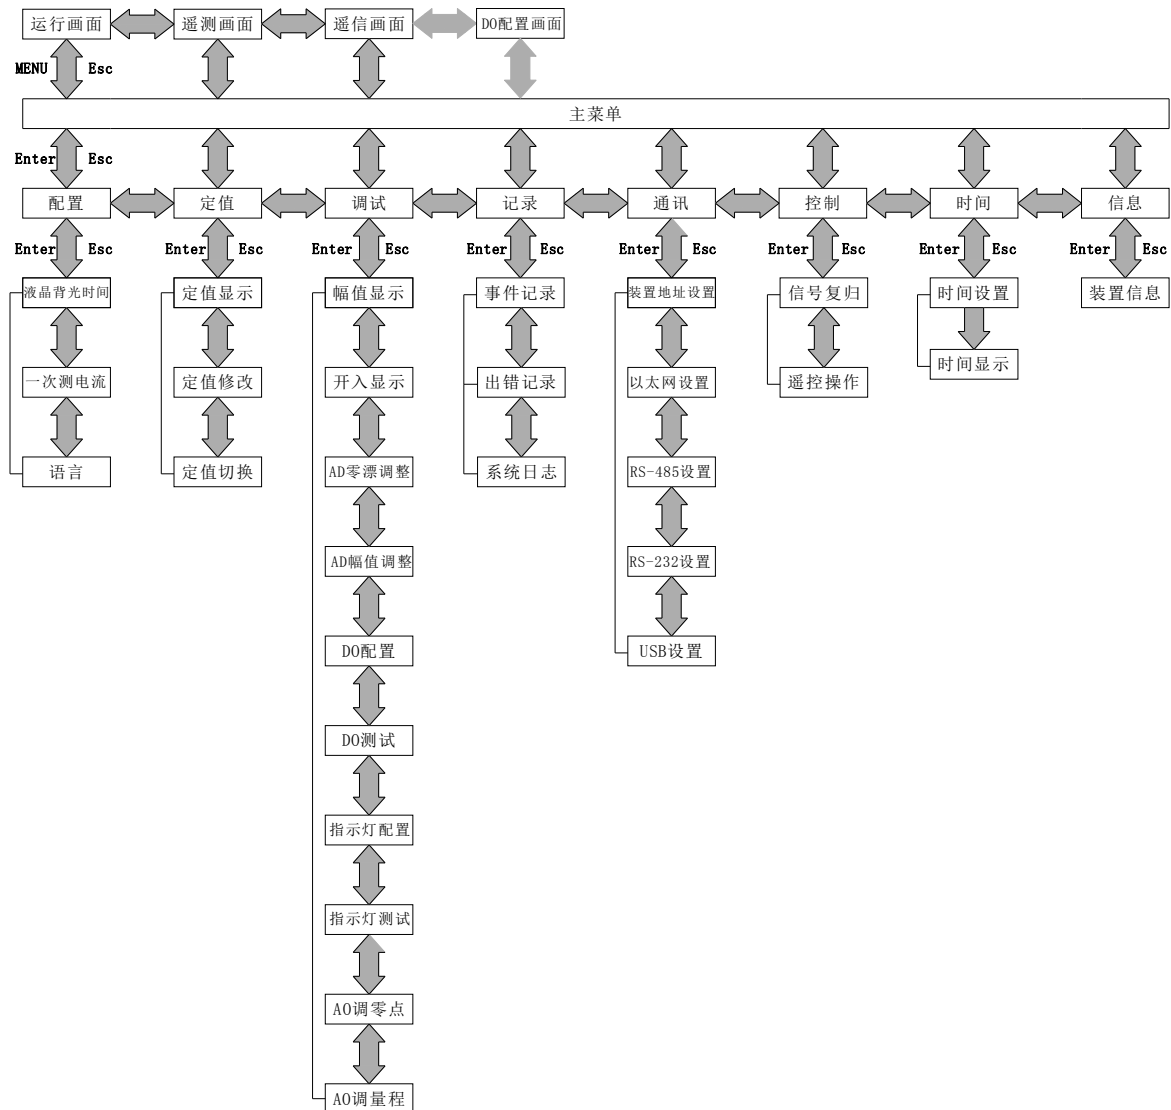 运行画面 遥测画面 遥信画面 DO配置画面
MENU Esc
主菜单
Enter Esc
配置 定值 调试 记录 通讯 控制 时间 信息
Enter Esc Enter Esc Enter Esc Enter Esc Enter Esc Enter Esc Enter Esc Enter Esc
液晶背光时间 定值显示 幅值显示 事件记录 装置地址设置 信号复归 时间设置 装置信息
时间显示
一次测电流 定值修改 开入显示 出错记录 以太网设置 遥控操作
语言 定值切换 AD零漂调整 系统日志 RS-485设置
AD幅值调整 RS-232设置
DO配置 USB设置
DO测试
指示灯配置
指示灯测试
AO调零点
AO调量程